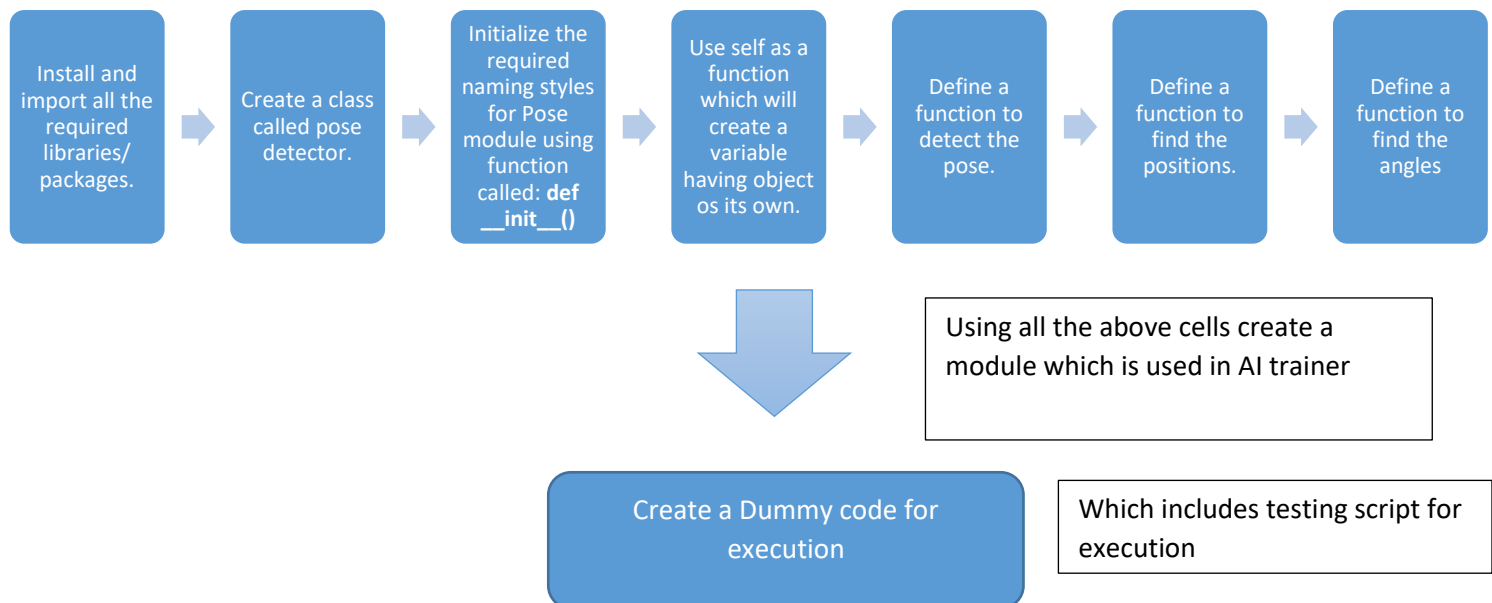 Install and
import all the
required
libraries/
packages.
Create a class
called pose
detector.
Initialize the
required
naming styles
for Pose
module using
function
called: def
__init__()
Use self as a
function
which will
create a
variable
having object
os its own.
Define a
function to
detect the
pose.
Define a
function to
find the
positions.
Define a
function to
find the
angles
Using all the above cells create a
module which is used in AI trainer
Create a Dummy code for
execution
Which includes testing script for
execution